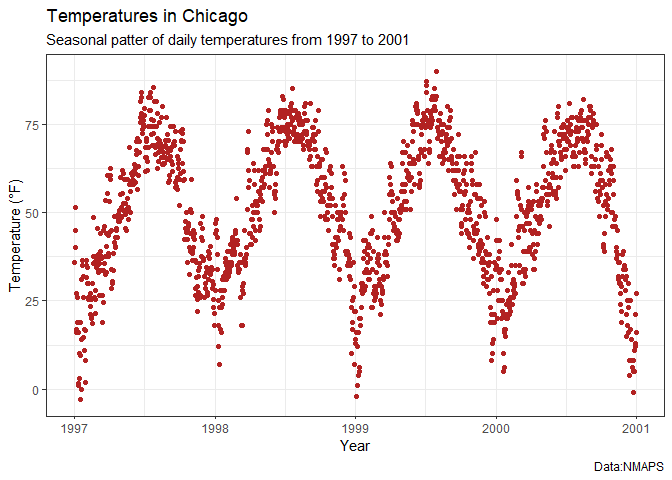 Temperatures in Chicago
Seasonal patter of daily temperatures from 1997 to 2001
Temperature (°F)
75
50
25
0
1997 1998 1999 2000 2001
Year
Data:NMAPS